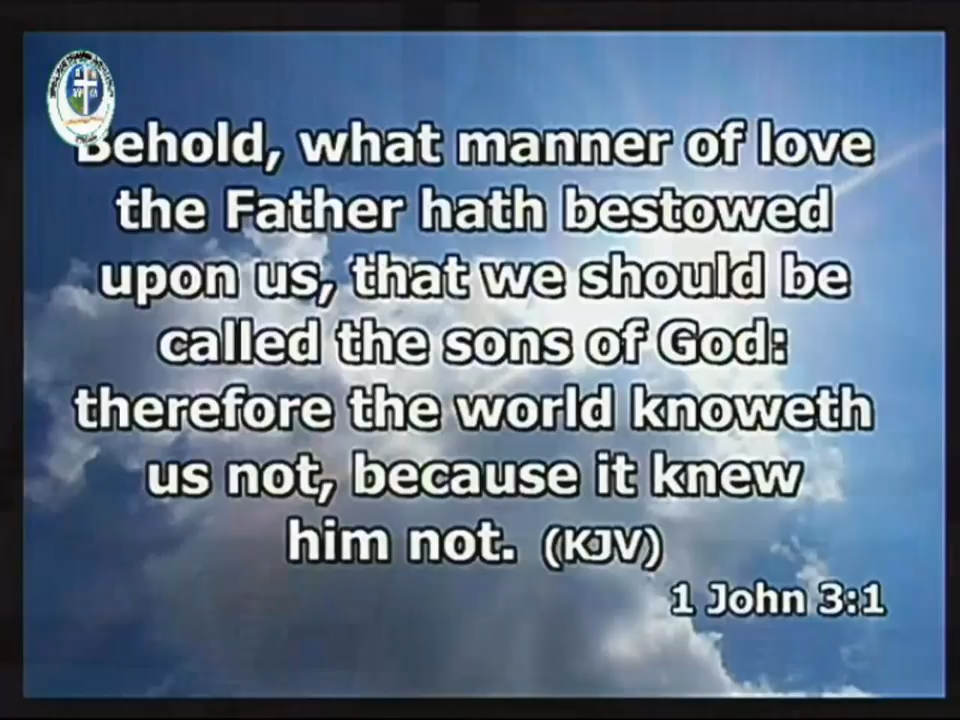 Behold, what manner of love
the Father hath bestowed
upon us, that we should be
called the sons of God:
therefore the world knoweth
us not, because it knew
him not. (KJV)
1 John 3:1